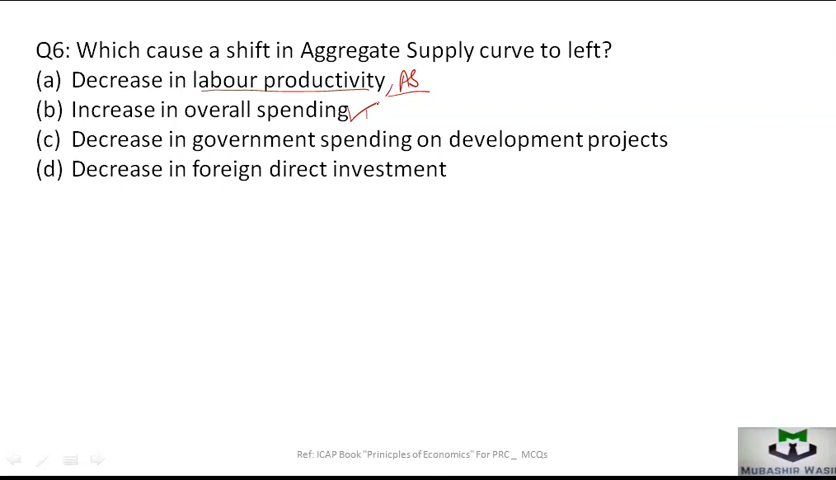 Q6: Which cause a shift in Aggregate Supply curve to left?
(a) Decrease in labour productivity, AS
(b) Increase in overall spending
(c) Decrease in government spending on development projects
(d) Decrease in foreign direct investment
Ref: ICAP Book "Prinicples of Economics" For PRC_ MCQs
MUBASHIR WASI